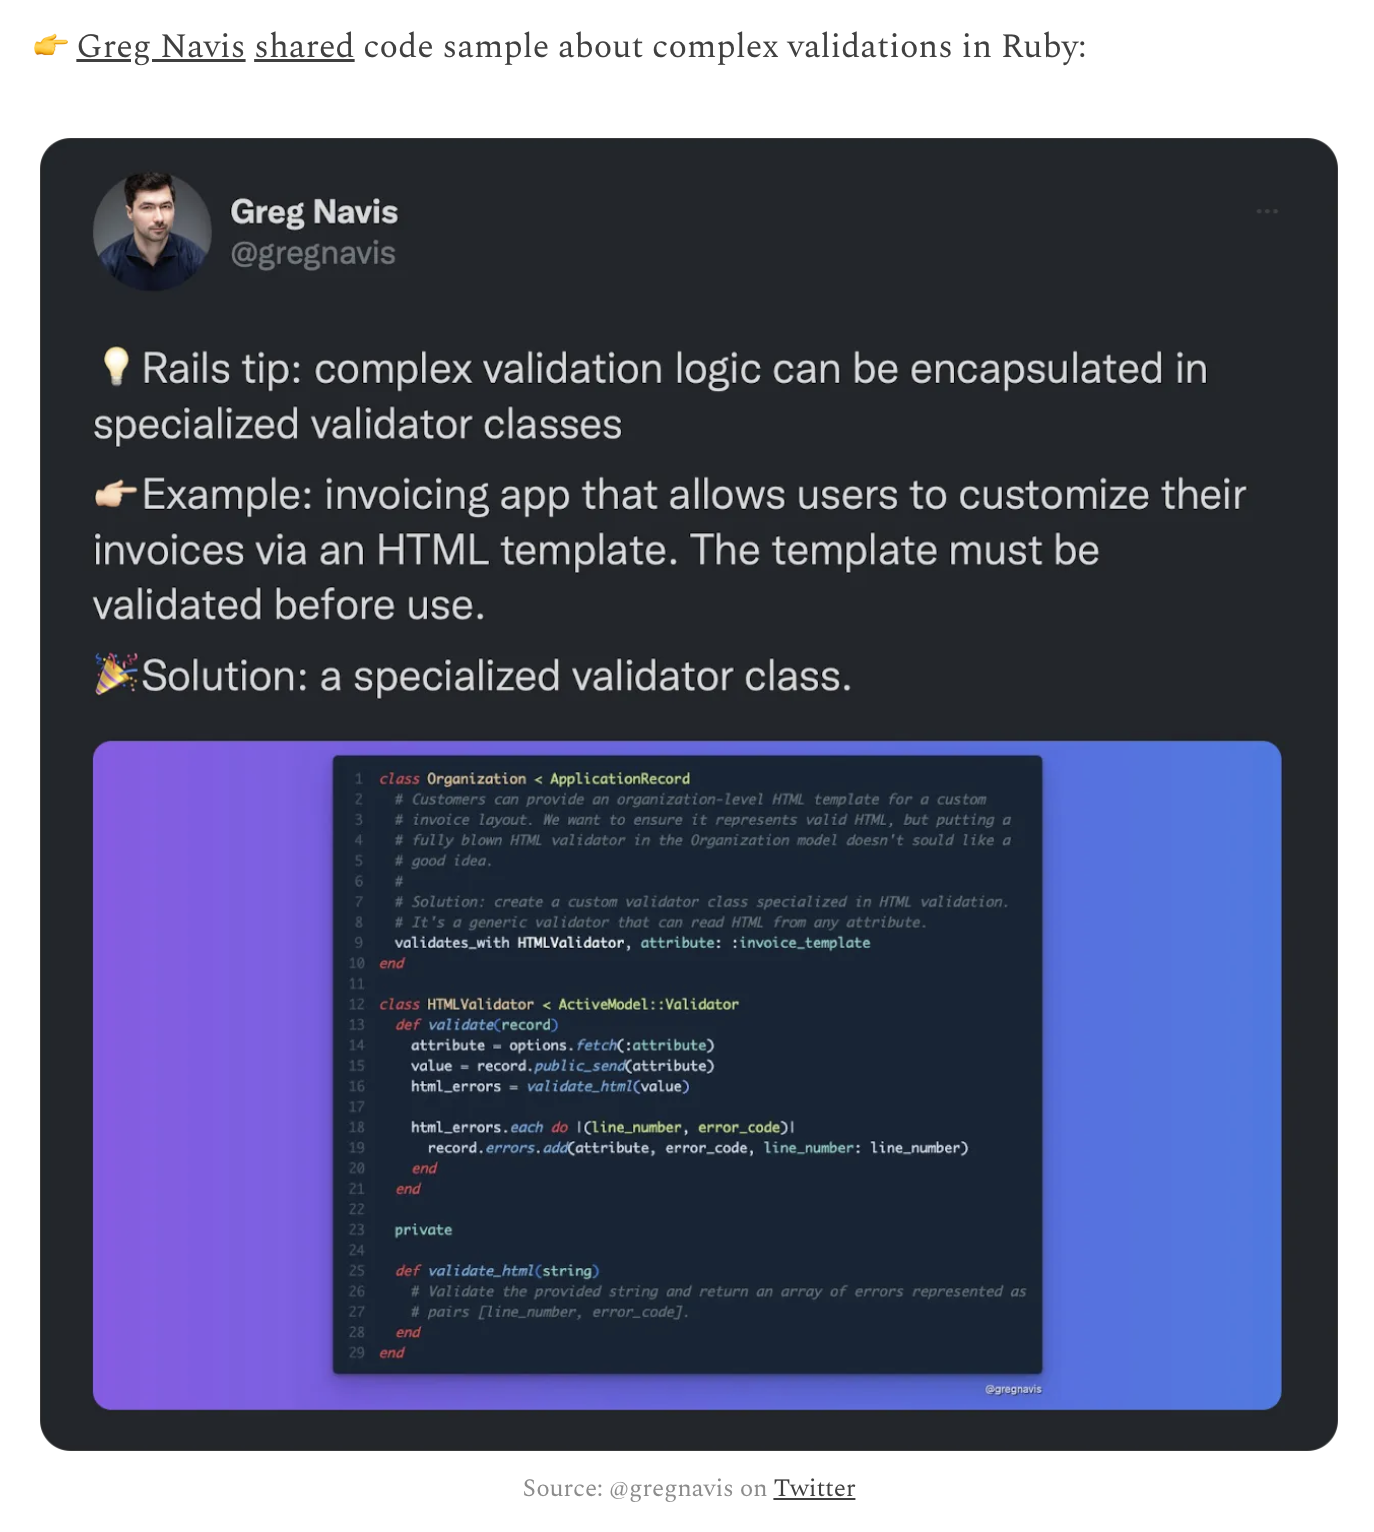 👉 Greg Navis shared code sample about complex validations in Ruby:
Greg Navis
@gregnavis
💡Rails tip: complex validation logic can be encapsulated in
specialized validator classes
👉🏻Example: invoicing app that allows users to customize their
invoices via an HTML template. The template must be
validated before use.
🎉Solution: a specialized validator class.
1 class Organization < ApplicationRecord
2   # Customers can provide an organization-level HTML template for a custom
3   # invoice layout. We want to ensure it represents valid HTML, but putting a
4   # fully blown HTML validator in the Organization model doesn't sould like a
5   # good idea.
6   #
7   # Solution: create a custom validator class specialized in HTML validation.
8   # It's a generic validator that can read HTML from any attribute.
9   validates_with HTMLValidator, attribute: :invoice_template
10 end
11
12 class HTMLValidator < ActiveModel::Validator
13   def validate(record)
14     attribute = options.fetch(:attribute)
15     value = record.public_send(attribute)
16     html_errors = validate_html(value)
17
18     html_errors.each do |(line_number, error_code)|
19       record.errors.add(attribute, error_code, line_number: line_number)
20     end
21   end
22
23   private
24
25   def validate_html(string)
26     # Validate the provided string and return an array of errors represented as
27     # pairs [line_number, error_code].
28   end
29 end
@gregnavis
Source: @gregnavis on Twitter